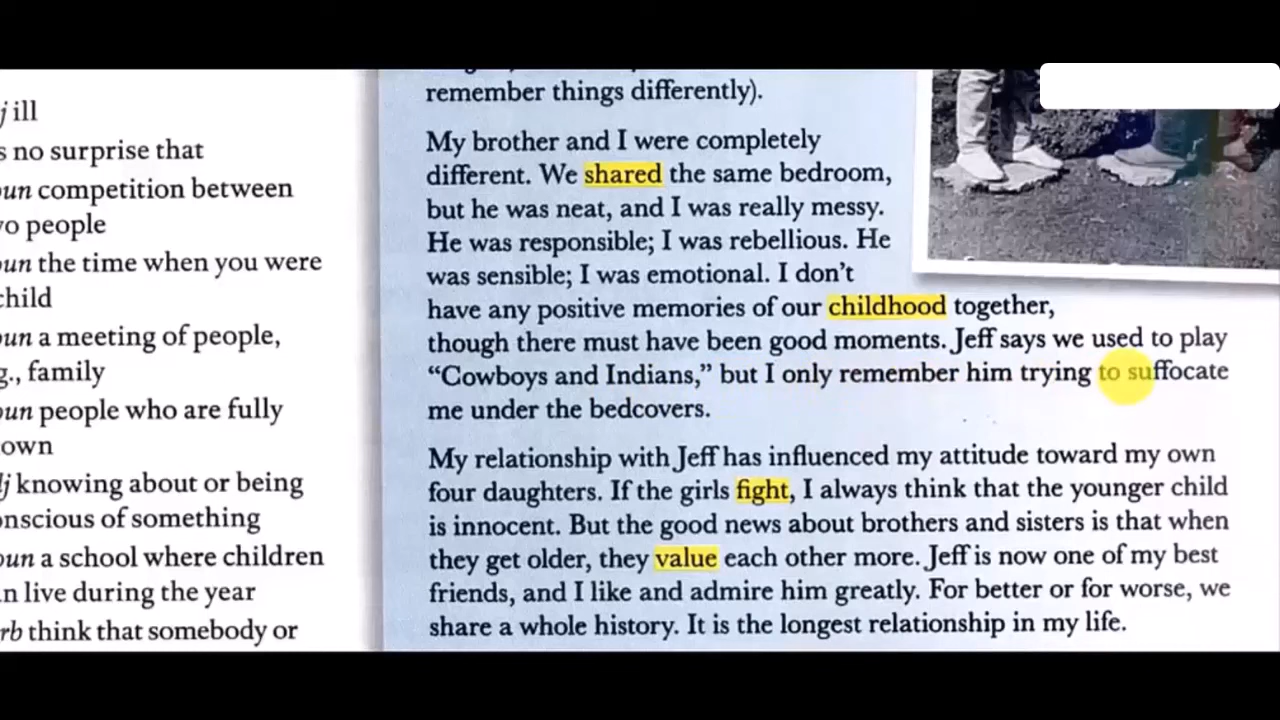 j ill
s no surprise that
oun competition between
vo people
oun the time when you were
child
oun a meeting of people,
g., family
oun people who are fully
own
dj knowing about or being
onscious of something
oun a school where children
n live during the year
rb think that somebody or
remember things differently).
My brother and I were completely
different. We shared the same bedroom,
but he was neat, and I was really messy.
He was responsible; I was rebellious. He
was sensible; I was emotional. I don't
have any positive memories of our childhood together,
though there must have been good moments. Jeff says we used to play
“Cowboys and Indians,” but I only remember him trying to suffocate
me under the bedcovers.
My relationship with Jeff has influenced my attitude toward my own
four daughters. If the girls fight, I always think that the younger child
is innocent. But the good news about brothers and sisters is that when
they get older, they value each other more. Jeff is now one of my best
friends, and I like and admire him greatly. For better or for worse, we
share a whole history. It is the longest relationship in my life.